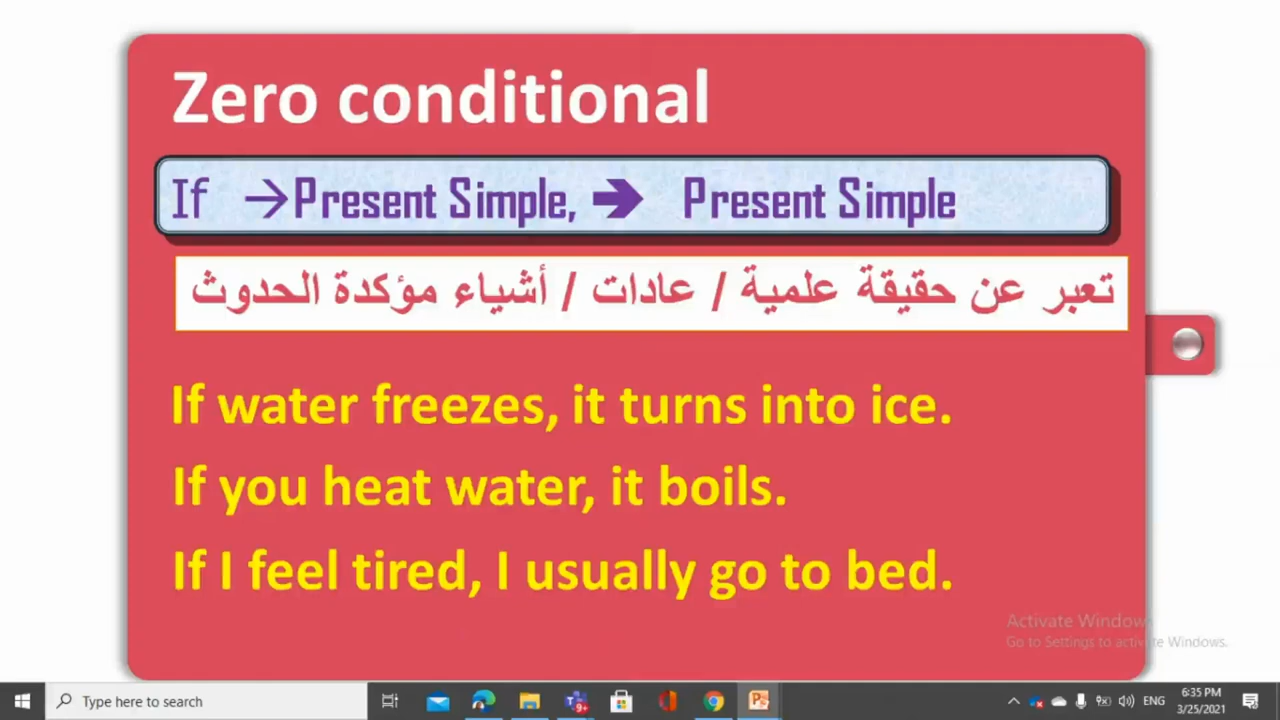 Zero conditional
If →Present Simple, → Present Simple
تعبر عن حقيقة علمية / عادات / أشياء مؤكدة الحدوث
If water freezes, it turns into ice.
If you heat water, it boils.
If I feel tired, I usually go to bed.
Activate Windows
Go to Settings to activate Windows.
Type here to search
9+
ENG
6:35 PM
3/25/2021